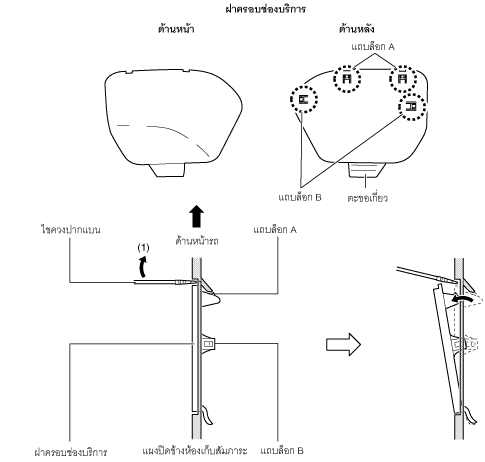 ฝาครอบช่องบริการ
ด้านหน้า
ด้านหลัง
แถบล็อก A
แถบล็อก B
ตะขอเกี่ยว
ไขควงปากแบน
(1)
ด้านหน้ารถ
แถบล็อก A
ฝาครอบช่องบริการ
แผงปิดข้างห้องเก็บสัมภาระ
แถบล็อก B